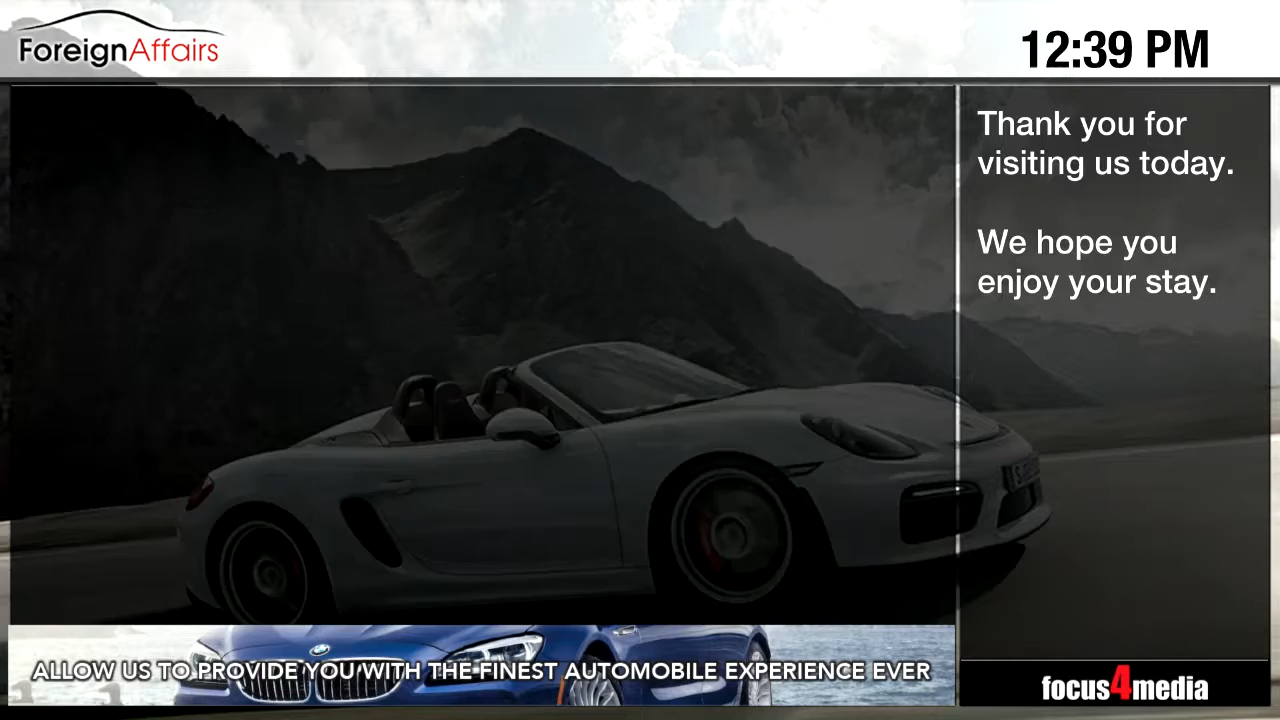 ForeignAffairs
12:39 PM
Thank you for
visiting us today.
We hope you
enjoy your stay.
ALLOW US TO PROVIDE YOU WITH THE FINEST AUTOMOBILE EXPERIENCE EVER
focus4media